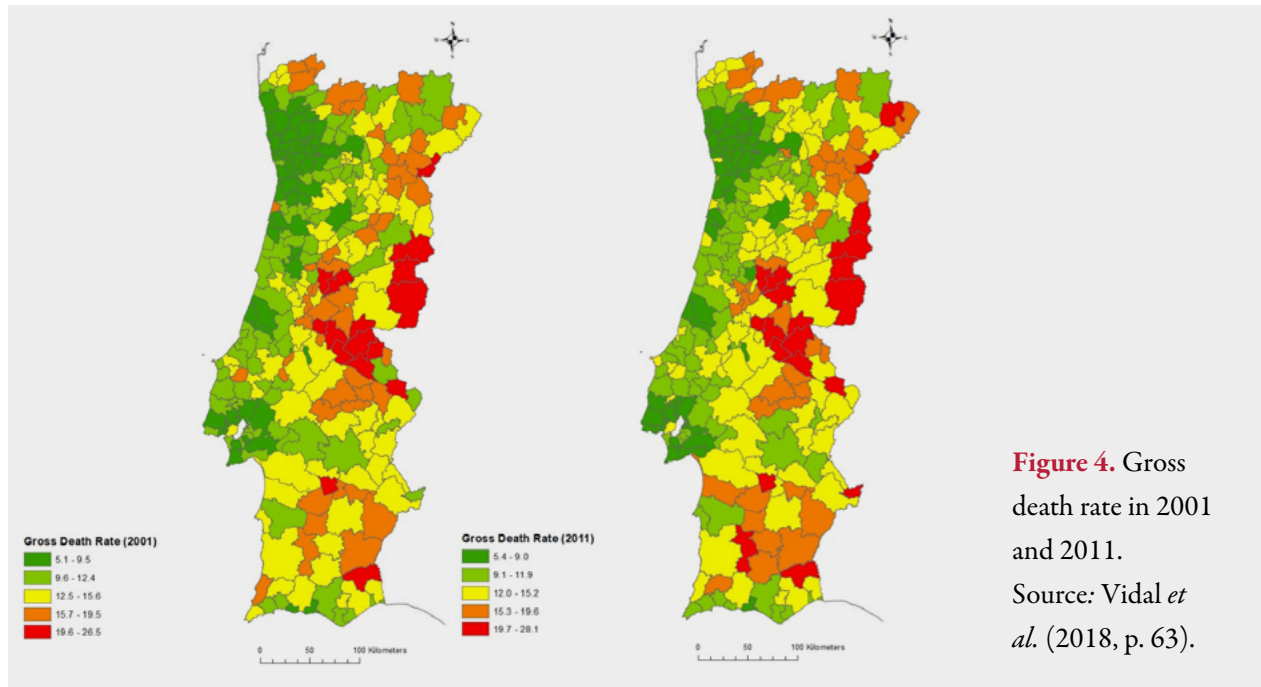 N
W
E
S
N
W
E
S
Gross Death Rate (2001)
5.1 - 9.5
9.6 - 12.4
12.5 - 15.6
15.7 - 19.5
19.6 - 26.5
0 50 100 Kilometers
Gross Death Rate (2011)
5.4 - 9.0
9.1 - 11.9
12.0 - 15.2
15.3 - 19.6
19.7 - 28.1
0 50 100 Kilometers
Figure 4. Gross
death rate in 2001
and 2011.
Source: Vidal et
al. (2018, p. 63).